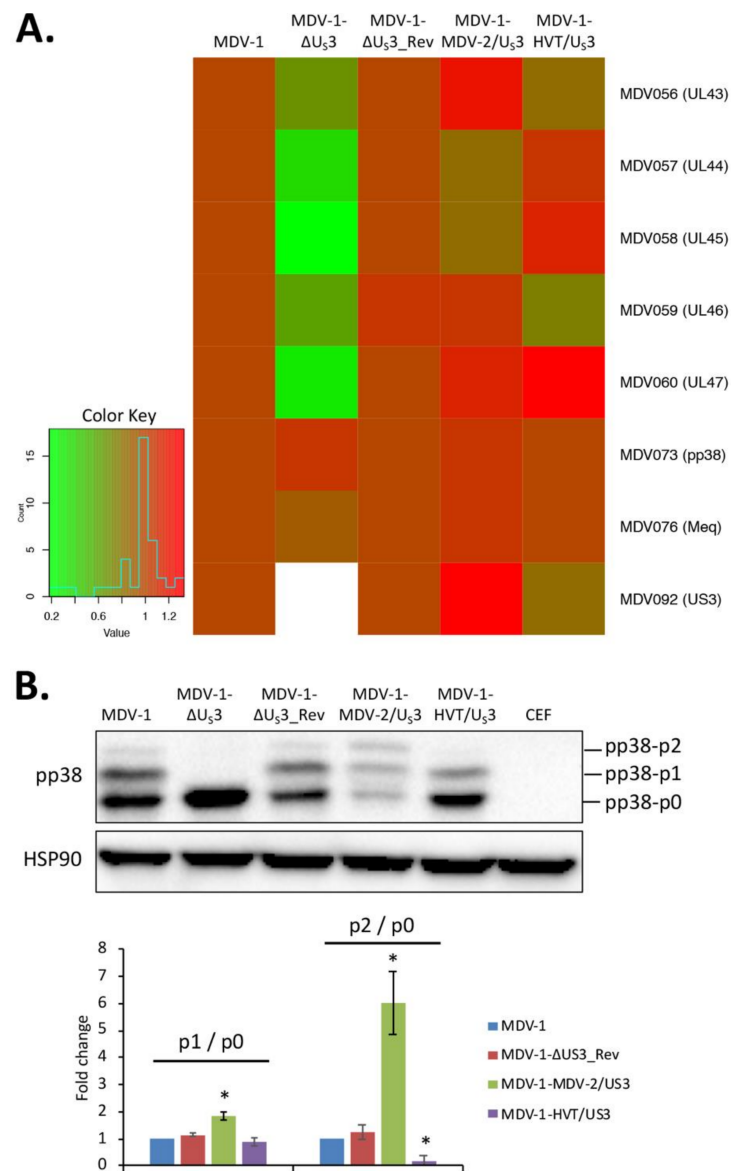 A.
MDV-1
MDV-1-
ΔUS3
MDV-1-
ΔUS3_Rev
MDV-1-
MDV-2/US3
MDV-1-
HVT/US3
MDV056 (UL43)
MDV057 (UL44)
MDV058 (UL45)
MDV059 (UL46)
MDV060 (UL47)
MDV073 (pp38)
MDV076 (Meq)
MDV092 (US3)
Color Key
Count
15
10
5
0
0.2 0.6 1
Value
B.
MDV-1
MDV-1-
ΔUS3
MDV-1-
ΔUS3_Rev
MDV-1-
MDV-2/US3
MDV-1-
HVT/US3
CEF
pp38
pp38-p2
pp38-p1
pp38-p0
HSP90
p1 / p0
p2 / p0
*
*
*
Fold change
8
7
6
5
4
3
2
1
0
MDV-1
MDV-1-ΔUS3_Rev
MDV-1-MDV-2/US3
MDV-1-HVT/US3